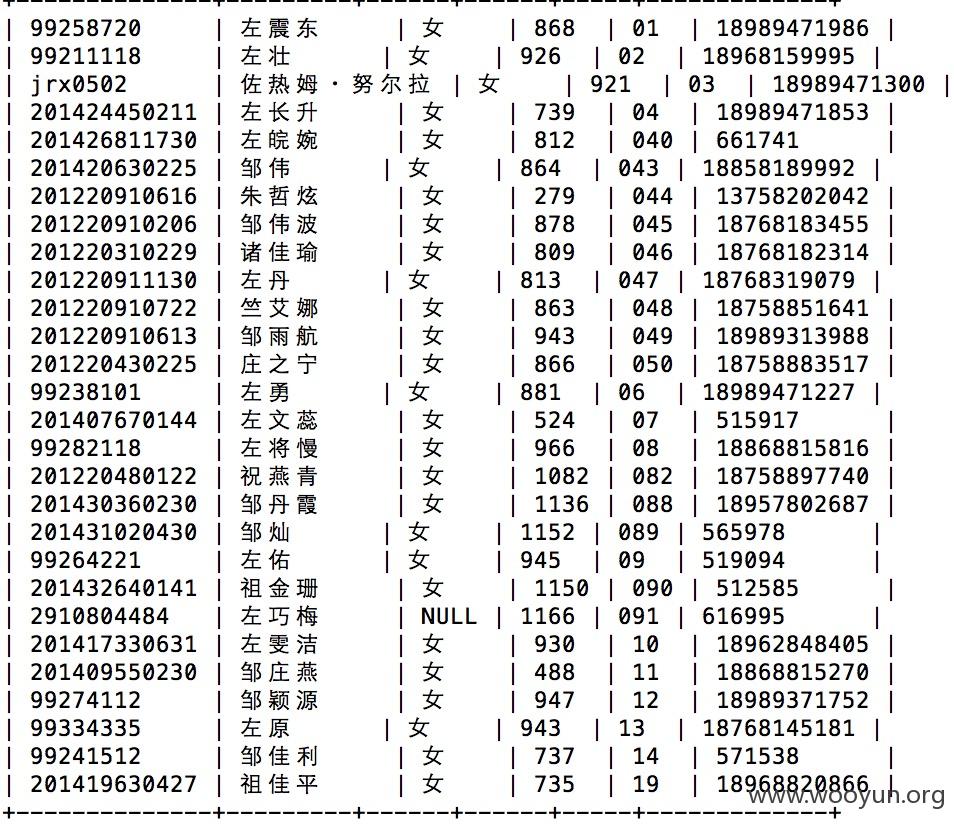 | 99258720 | 左震东 | 女 | 868 | 01 | 18989471986 |
| 99211118 | 左壮 | 女 | 926 | 02 | 18968159995 |
| jrx0502 | 佐热姆·努尔拉 | 女 | 921 | 03 | 18989471300 |
| 201424450211 | 左长升 | 女 | 739 | 04 | 18989471853 |
| 201426811730 | 左皖婉 | 女 | 812 | 040 | 661741 |
| 201420630225 | 邹伟 | 女 | 864 | 043 | 18858189992 |
| 201220910616 | 朱哲炫 | 女 | 279 | 044 | 13758202042 |
| 201220910206 | 邹伟波 | 女 | 878 | 045 | 18768183455 |
| 201220310229 | 诸佳瑜 | 女 | 809 | 046 | 18768182314 |
| 201220911130 | 左丹 | 女 | 813 | 047 | 18768319079 |
| 201220910722 | 竺艾娜 | 女 | 863 | 048 | 18758851641 |
| 201220910613 | 邹雨航 | 女 | 943 | 049 | 18989313988 |
| 201220430225 | 庄之宁 | 女 | 866 | 050 | 18758883517 |
| 99238101 | 左勇 | 女 | 881 | 06 | 18989471227 |
| 201407670144 | 左文蕊 | 女 | 524 | 07 | 515917 |
| 99282118 | 左将慢 | 女 | 966 | 08 | 18868815816 |
| 201220480122 | 祝燕青 | 女 | 1082 | 082 | 18758897740 |
| 201430360230 | 邹丹霞 | 女 | 1136 | 088 | 18957802687 |
| 201431020430 | 邹灿 | 女 | 1152 | 089 | 565978 |
| 99264221 | 左佑 | 女 | 945 | 09 | 519094 |
| 201432640141 | 祖金珊 | 女 | 1150 | 090 | 512585 |
| 2910804484 | 左巧梅 | NULL | 1166 | 091 | 616995 |
| 201417330631 | 左雯洁 | 女 | 930 | 10 | 18962848405 |
| 201409550230 | 邹庄燕 | 女 | 488 | 11 | 18868815270 |
| 99274112 | 邹颖源 | 女 | 947 | 12 | 18989371752 |
| 99334335 | 左原 | 女 | 943 | 13 | 18768145181 |
| 99241512 | 邹佳利 | 女 | 737 | 14 | 571538 |
| 201419630427 | 祖佳平 | 女 | 735 | 19 | 18968820866 |
www.wooyun.org